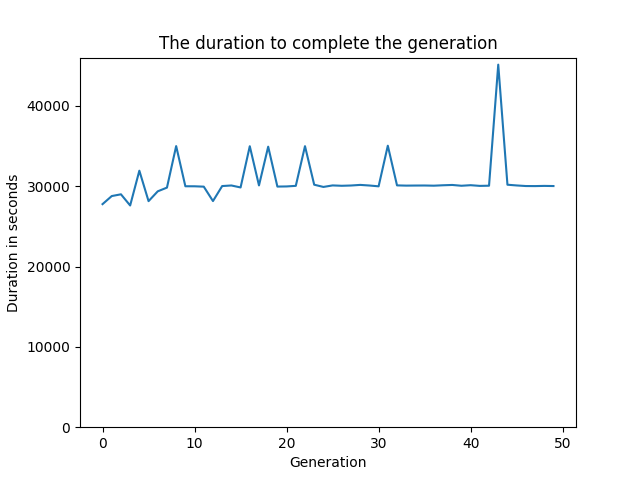 The duration to complete the generation
Duration in seconds
40000
30000
20000
10000
0
0 10 20 30 40 50
Generation